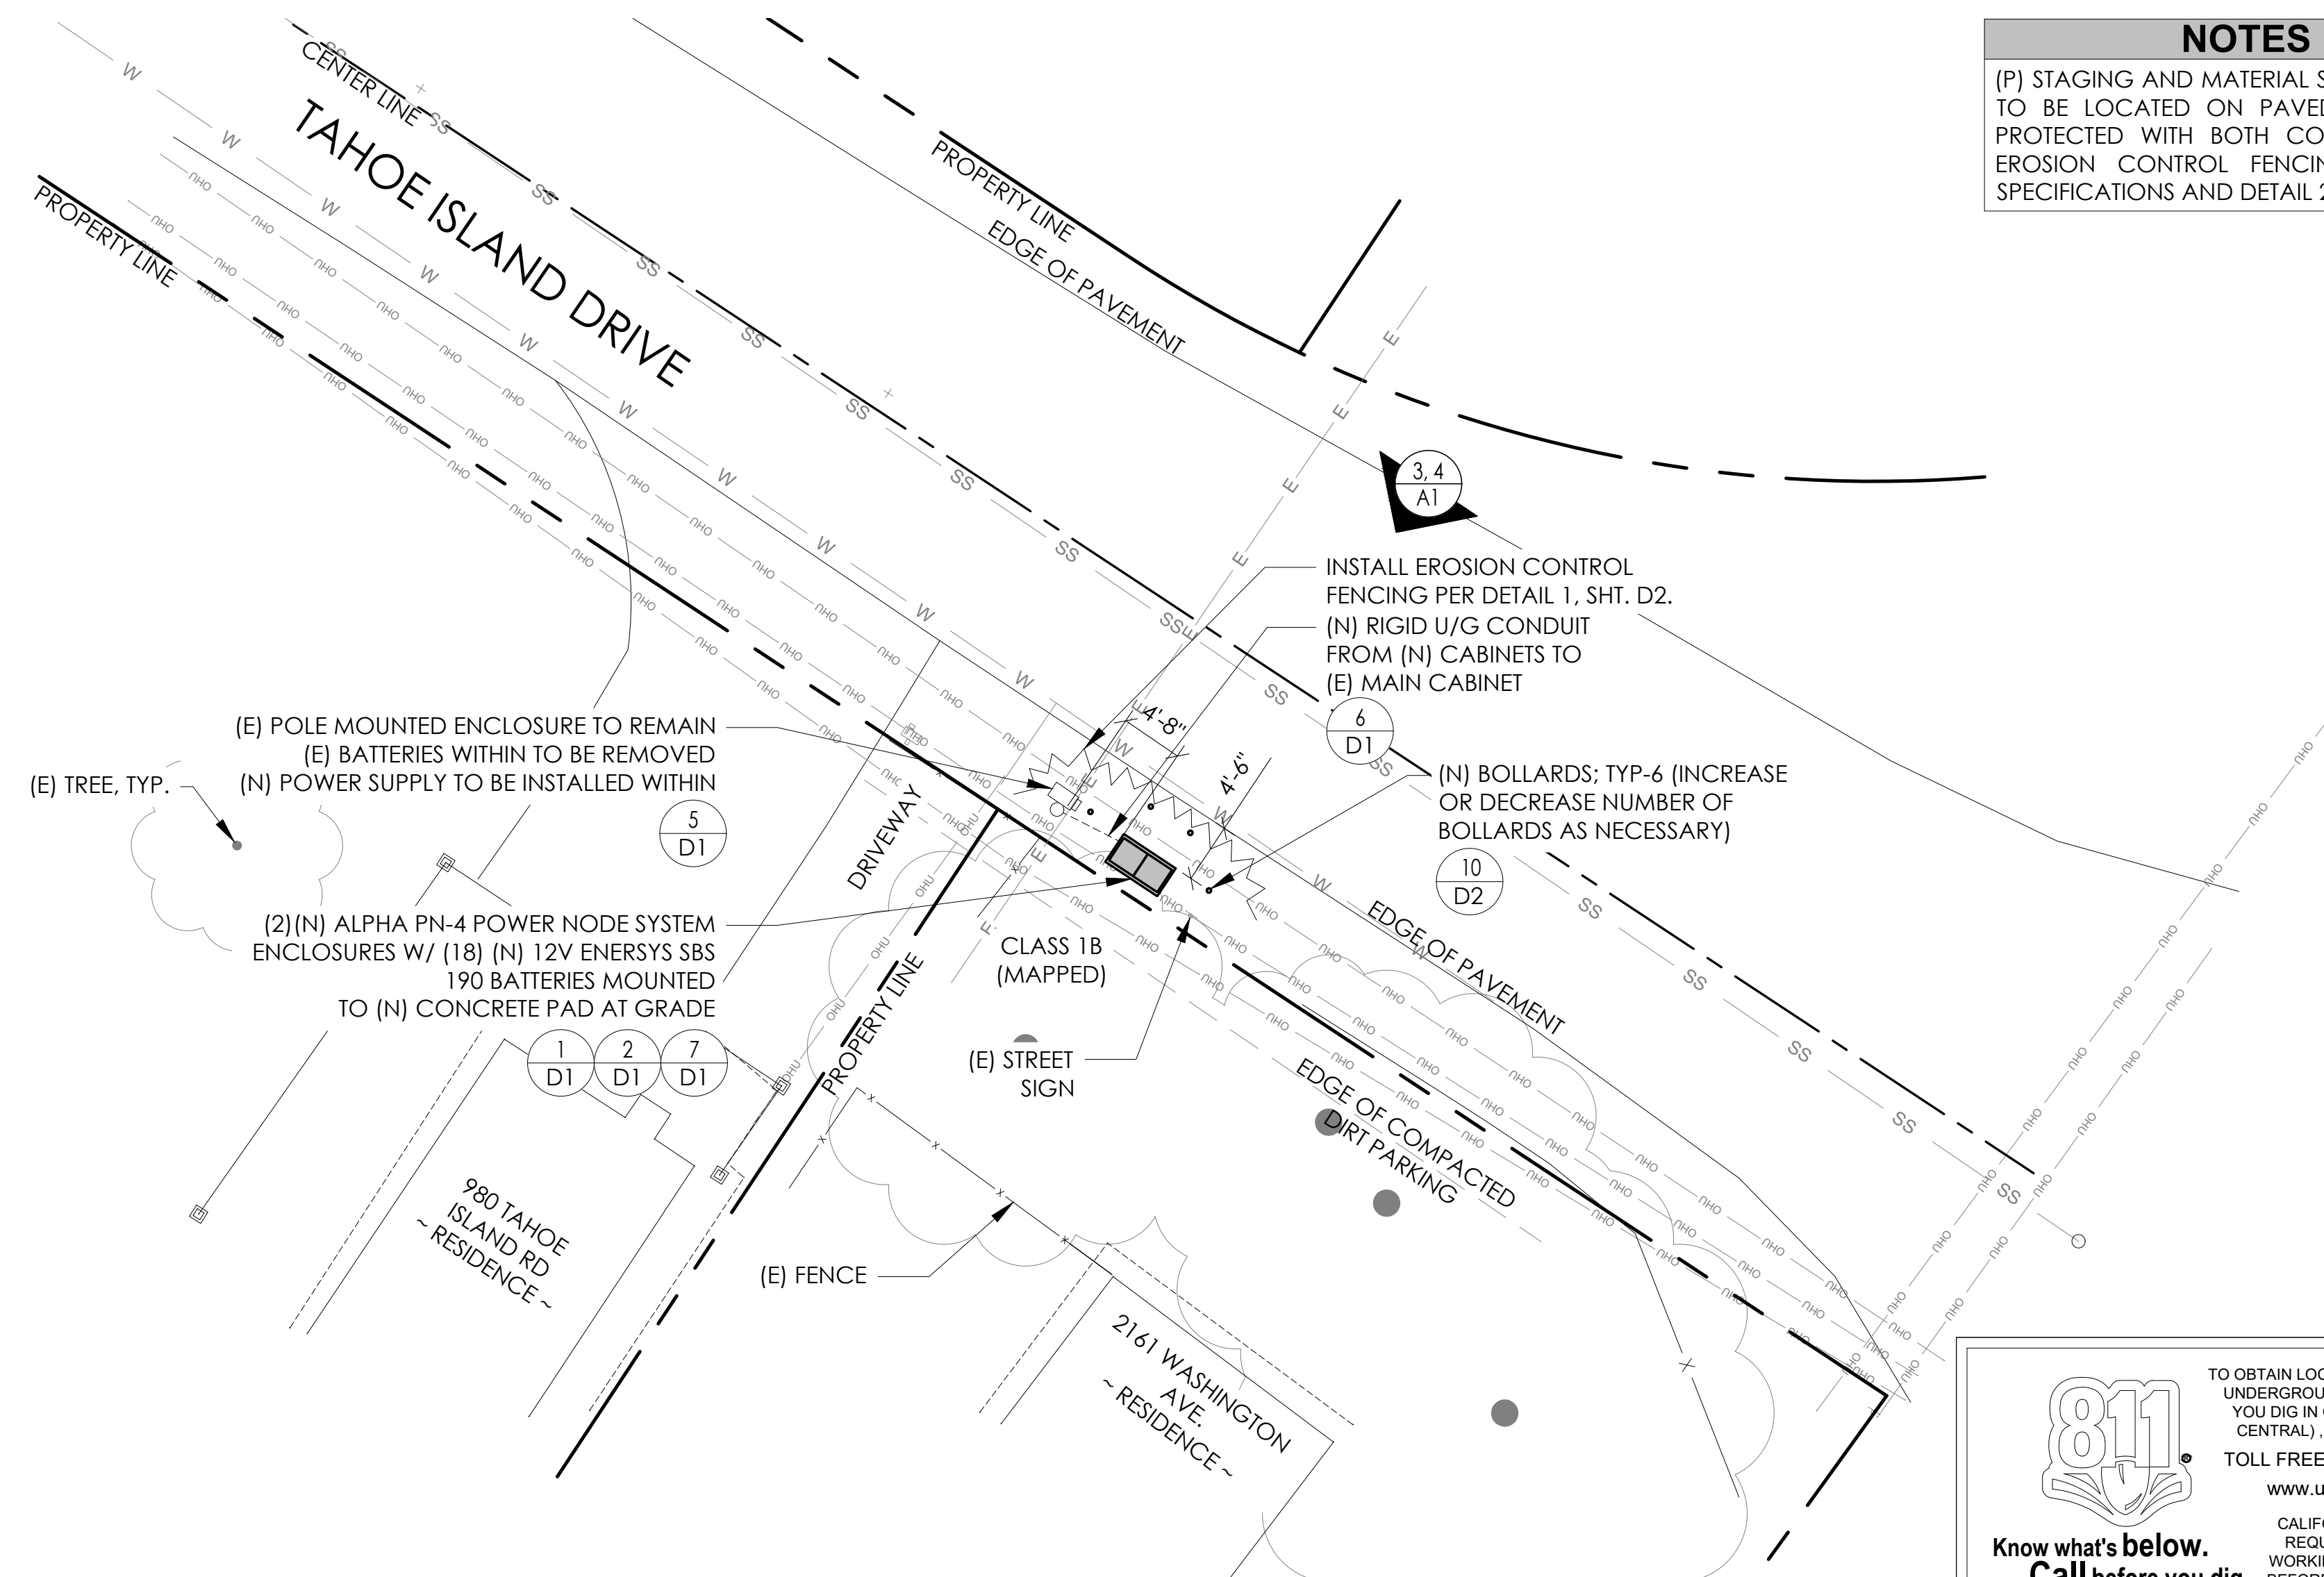 NOTES
(P) STAGING AND MATERIAL
TO BE LOCATED ON
PROTECTED WITH BOTH
EROSION CONTROL
SPECIFICATIONS AND DETAIL
CENTER LINE
TAHOE ISLAND DRIVE
PROPERTY LINE
PROPERTY LINE
EDGE OF PAVEMENT
3, 4
A1
INSTALL EROSION CONTROL
FENCING PER DETAIL 1, SHT. D2.
(N) RIGID U/G CONDUIT
FROM (N) CABINETS TO
(E) MAIN CABINET
6
D1
4'-8"
4'-6"
(N) BOLLARDS; TYP-6 (INCREASE
OR DECREASE NUMBER OF
BOLLARDS AS NECESSARY)
10
D2
(E) POLE MOUNTED ENCLOSURE TO REMAIN
(E) BATTERIES WITHIN TO BE REMOVED
(N) POWER SUPPLY TO BE INSTALLED WITHIN
5
D1
(E) TREE, TYP.
DRIVEWAY
(2)(N) ALPHA PN-4 POWER NODE SYSTEM
ENCLOSURES W/ (18) (N) 12V ENERSYS SBS
190 BATTERIES MOUNTED
TO (N) CONCRETE PAD AT GRADE
1
D1
2
D1
7
D1
PROPERTY LINE
CLASS 1B
(MAPPED)
EDGE OF PAVEMENT
(E) STREET
SIGN
EDGE OF COMPACTED
DIRT PARKING
980 TAHOE
ISLAND RD
~ RESIDENCE ~
(E) FENCE
2161 WASHINGTON
AVE.
~ RESIDENCE ~
W
SS
E
OHU
x
811
TO OBTAIN
YOU DIG IN
CENTRAL) ,
TOLL FREE
Know what's below.
Call before you dig